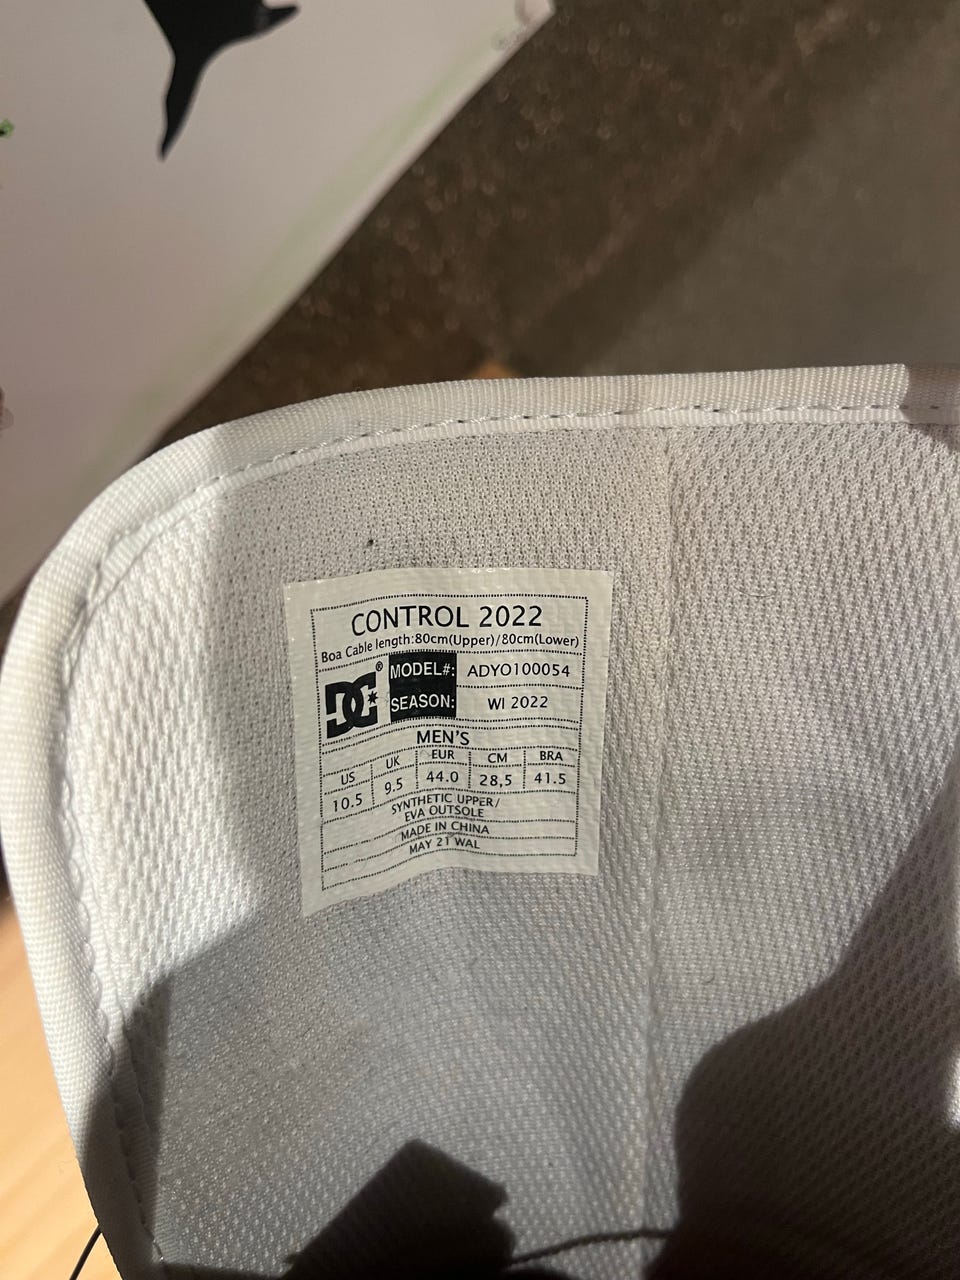 CONTROL 2022
Boa Cable length:80cm(Upper)/80cm(Lower)
DC®
MODEL#: ADYO100054
SEASON: WI 2022
MEN'S
US UK EUR CM BRA
10.5 9.5 44.0 28,5 41.5
SYNTHETIC UPPER/
EVA OUTSOLE
MADE IN CHINA
MAY 21 WAL